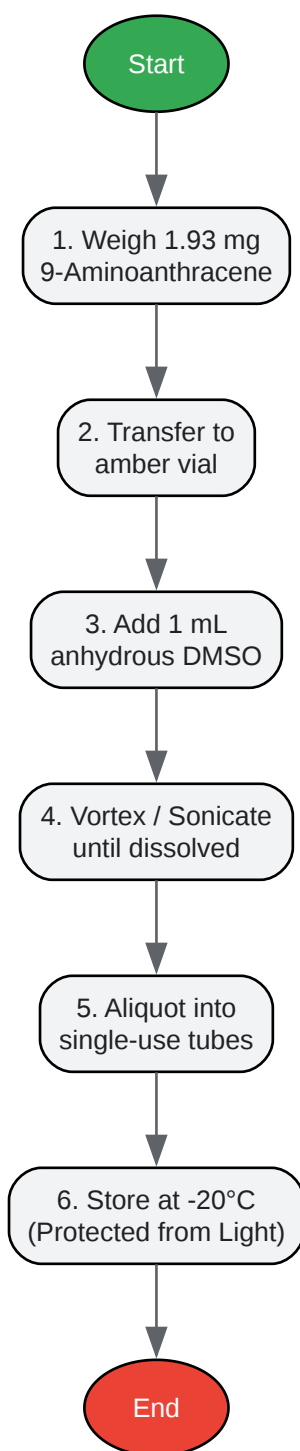 Start
1. Weigh 1.93 mg
9-Aminoanthracene
2. Transfer to
amber vial
3. Add 1 mL
anhydrous DMSO
4. Vortex / Sonicate
until dissolved
5. Aliquot into
single-use tubes
6. Store at -20°C
(Protected from Light)
End